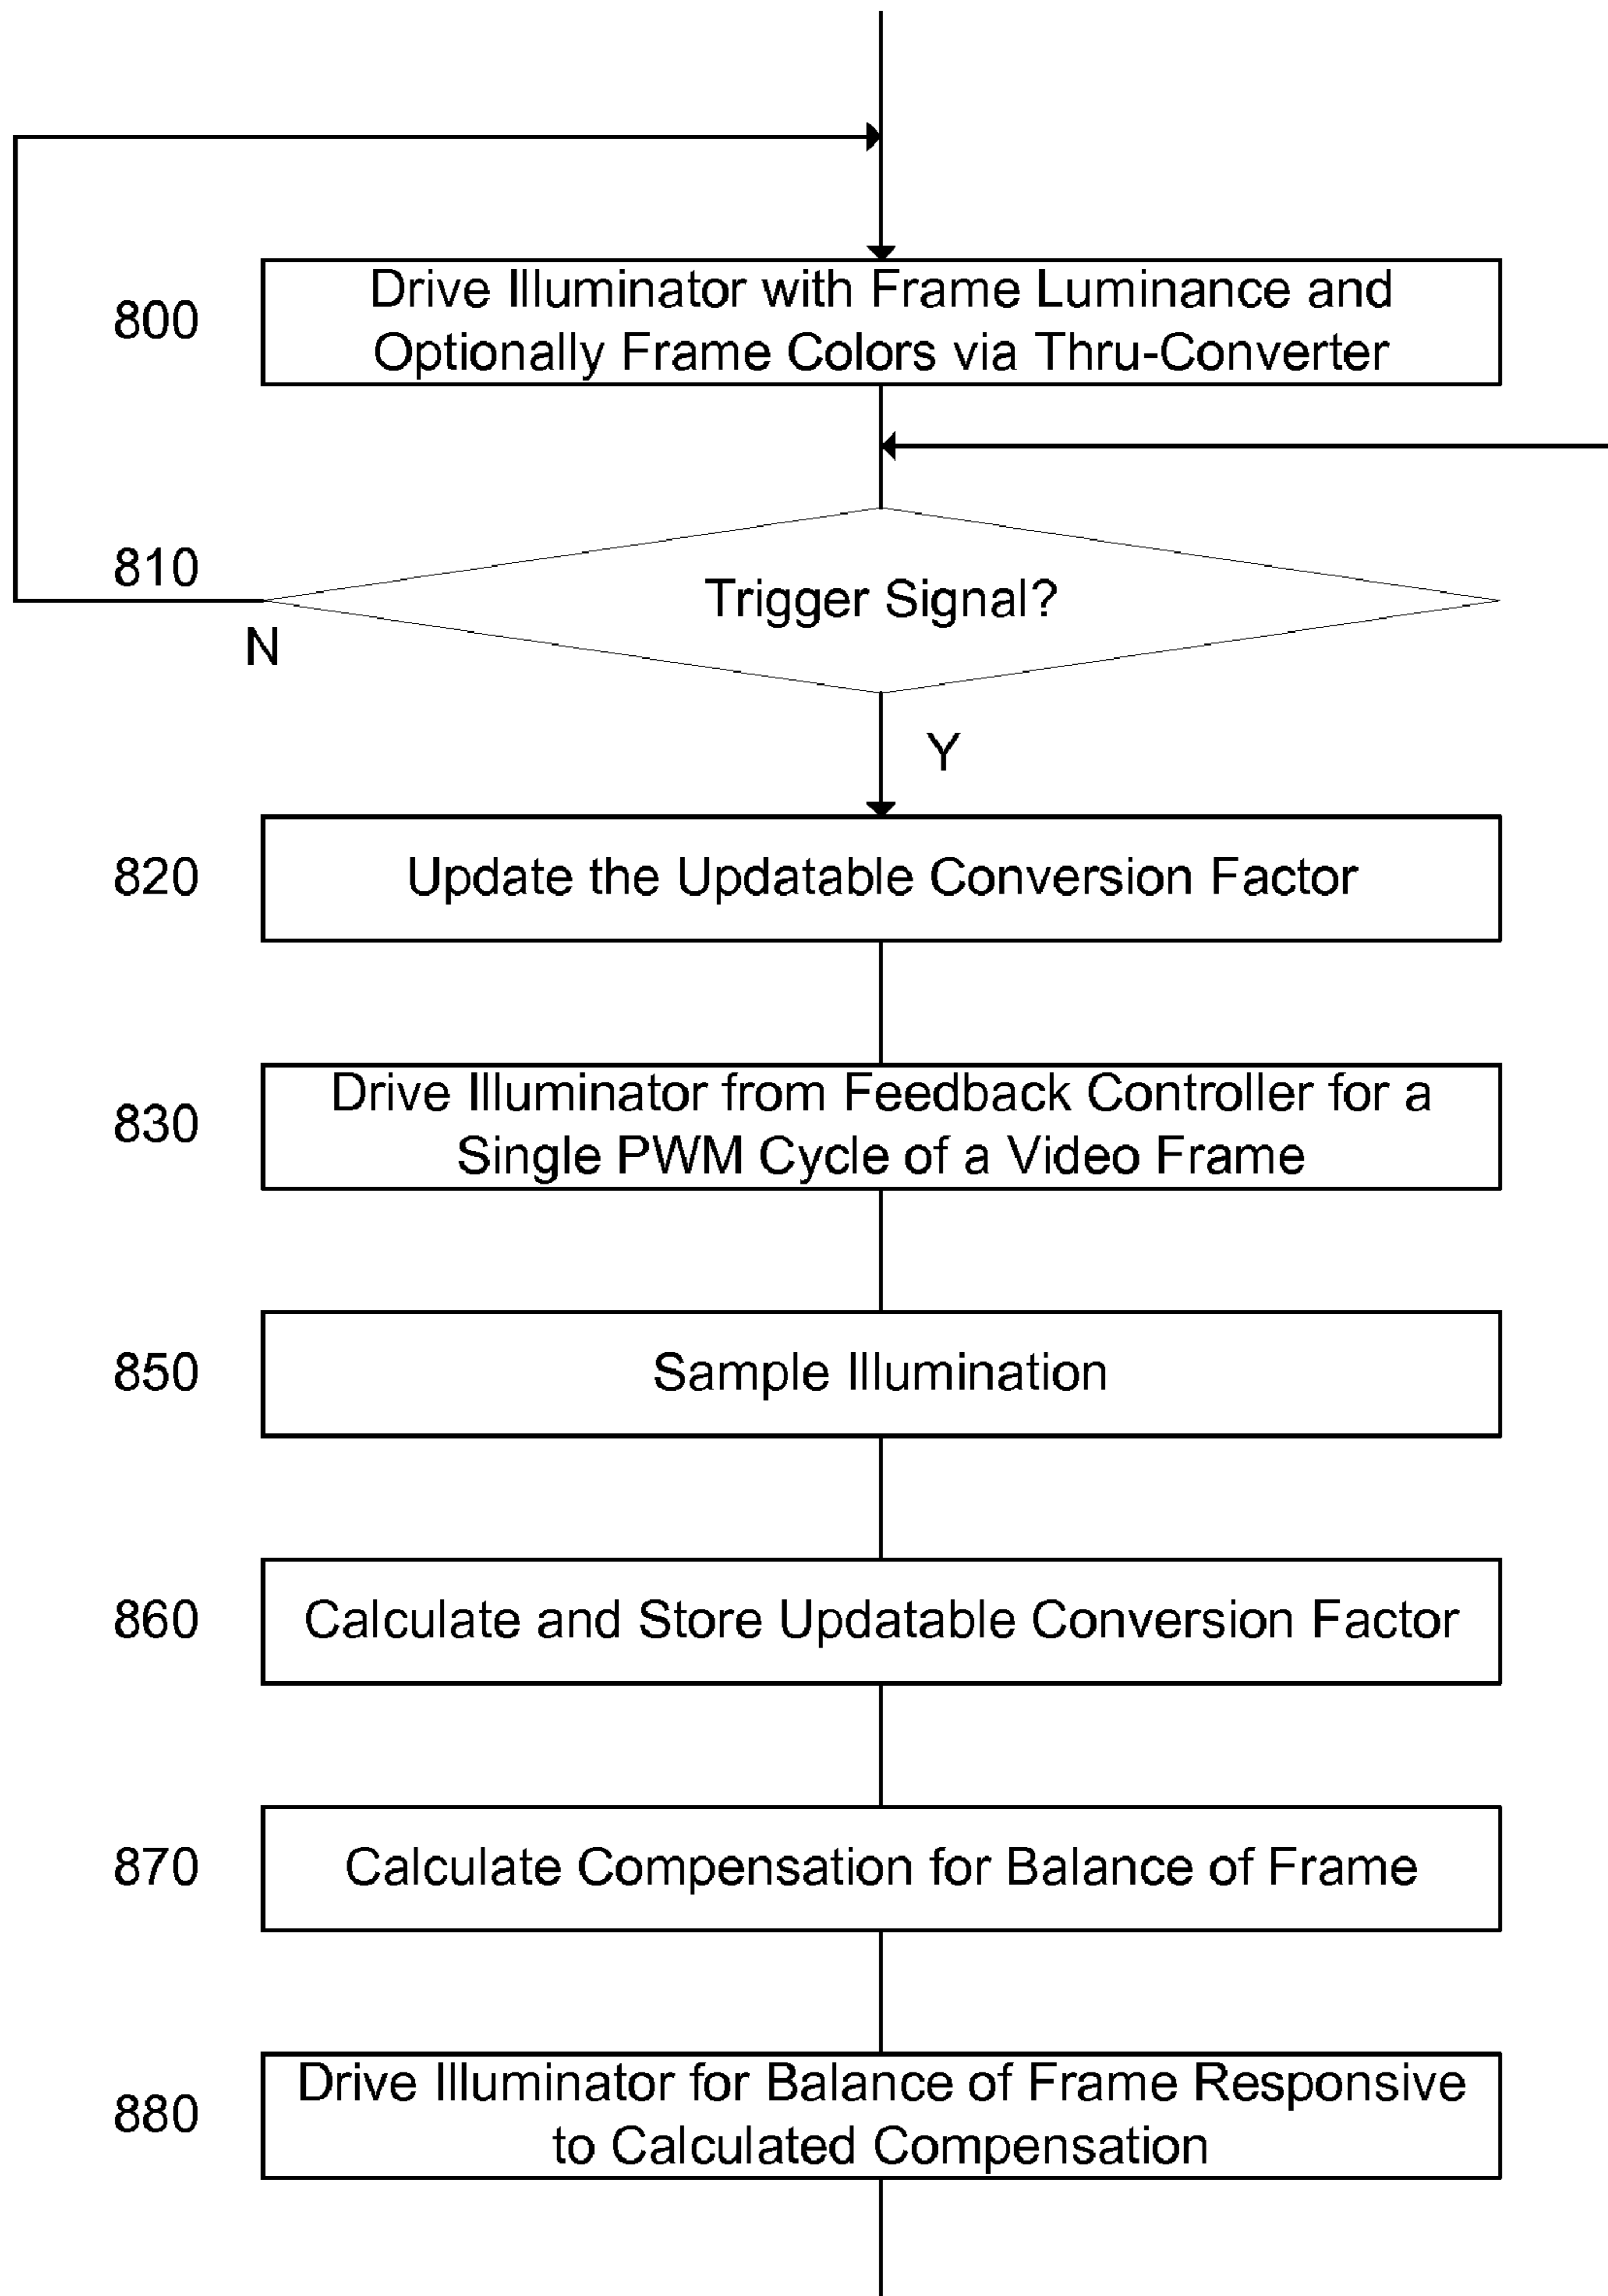 800
Drive Illuminator with Frame Luminance and
Optionally Frame Colors via Thru-Converter
810
Trigger Signal?
N
Y
820
Update the Updatable Conversion Factor
830
Drive Illuminator from Feedback Controller for a
Single PWM Cycle of a Video Frame
850
Sample Illumination
860
Calculate and Store Updatable Conversion Factor
870
Calculate Compensation for Balance of Frame
880
Drive Illuminator for Balance of Frame Responsive
to Calculated Compensation